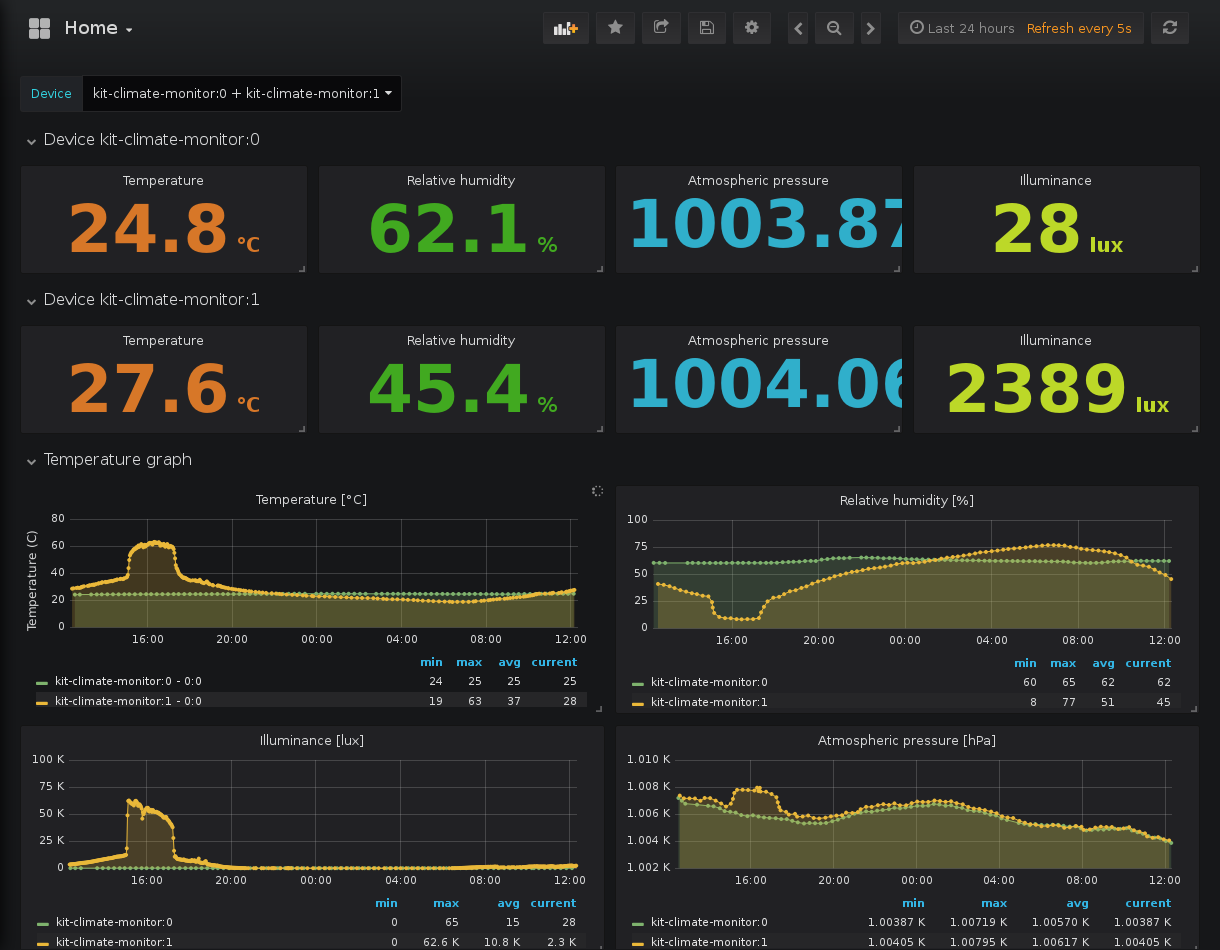 Home
Last 24 hours Refresh every 5s
Device kit-climate-monitor:0 + kit-climate-monitor:1
Device kit-climate-monitor:0
Temperature Relative humidity Atmospheric pressure Illuminance
24.8 °C 62.1 % 1003.87 28 lux
Device kit-climate-monitor:1
Temperature Relative humidity Atmospheric pressure Illuminance
27.6 °C 45.4 % 1004.06 2389 lux
Temperature graph
Temperature [°C]
Temperature (C)
80
60
40
20
0
16:00 20:00 00:00 04:00 08:00 12:00
min max avg current
kit-climate-monitor:0 - 0:0 24 25 25 25
kit-climate-monitor:1 - 0:0 19 63 37 28
Relative humidity [%]
100
75
50
25
0
16:00 20:00 00:00 04:00 08:00 12:00
min max avg current
kit-climate-monitor:0 60 65 62 62
kit-climate-monitor:1 8 77 51 45
Illuminance [lux]
100 K
75 K
50 K
25 K
0
16:00 20:00 00:00 04:00 08:00 12:00
min max avg current
kit-climate-monitor:0 0 65 15 28
kit-climate-monitor:1 0 62.6 K 10.8 K 2.3 K
Atmospheric pressure [hPa]
1.010 K
1.008 K
1.006 K
1.004 K
1.002 K
16:00 20:00 00:00 04:00 08:00 12:00
min max avg current
kit-climate-monitor:0 1.00387 K 1.00719 K 1.00570 K 1.00387 K
kit-climate-monitor:1 1.00405 K 1.00795 K 1.00617 K 1.00405 K